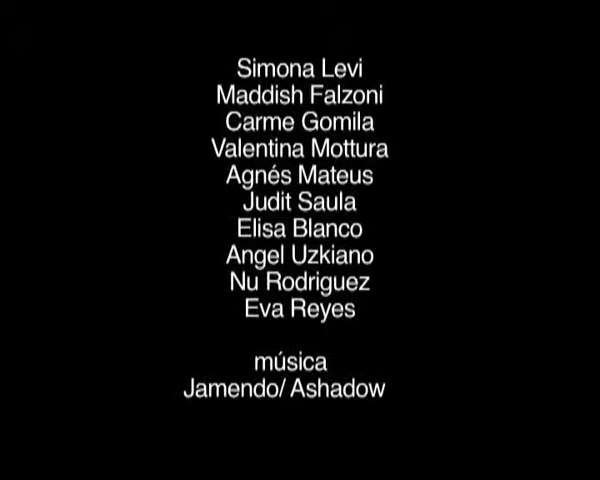 Simona Levi
Maddish Falzoni
Carme Gomila
Valentina Mottura
Agnés Mateus
Judit Saula
Elisa Blanco
Angel Uzkiano
Nu Rodriguez
Eva Reyes
música
Jamendo/ Ashadow